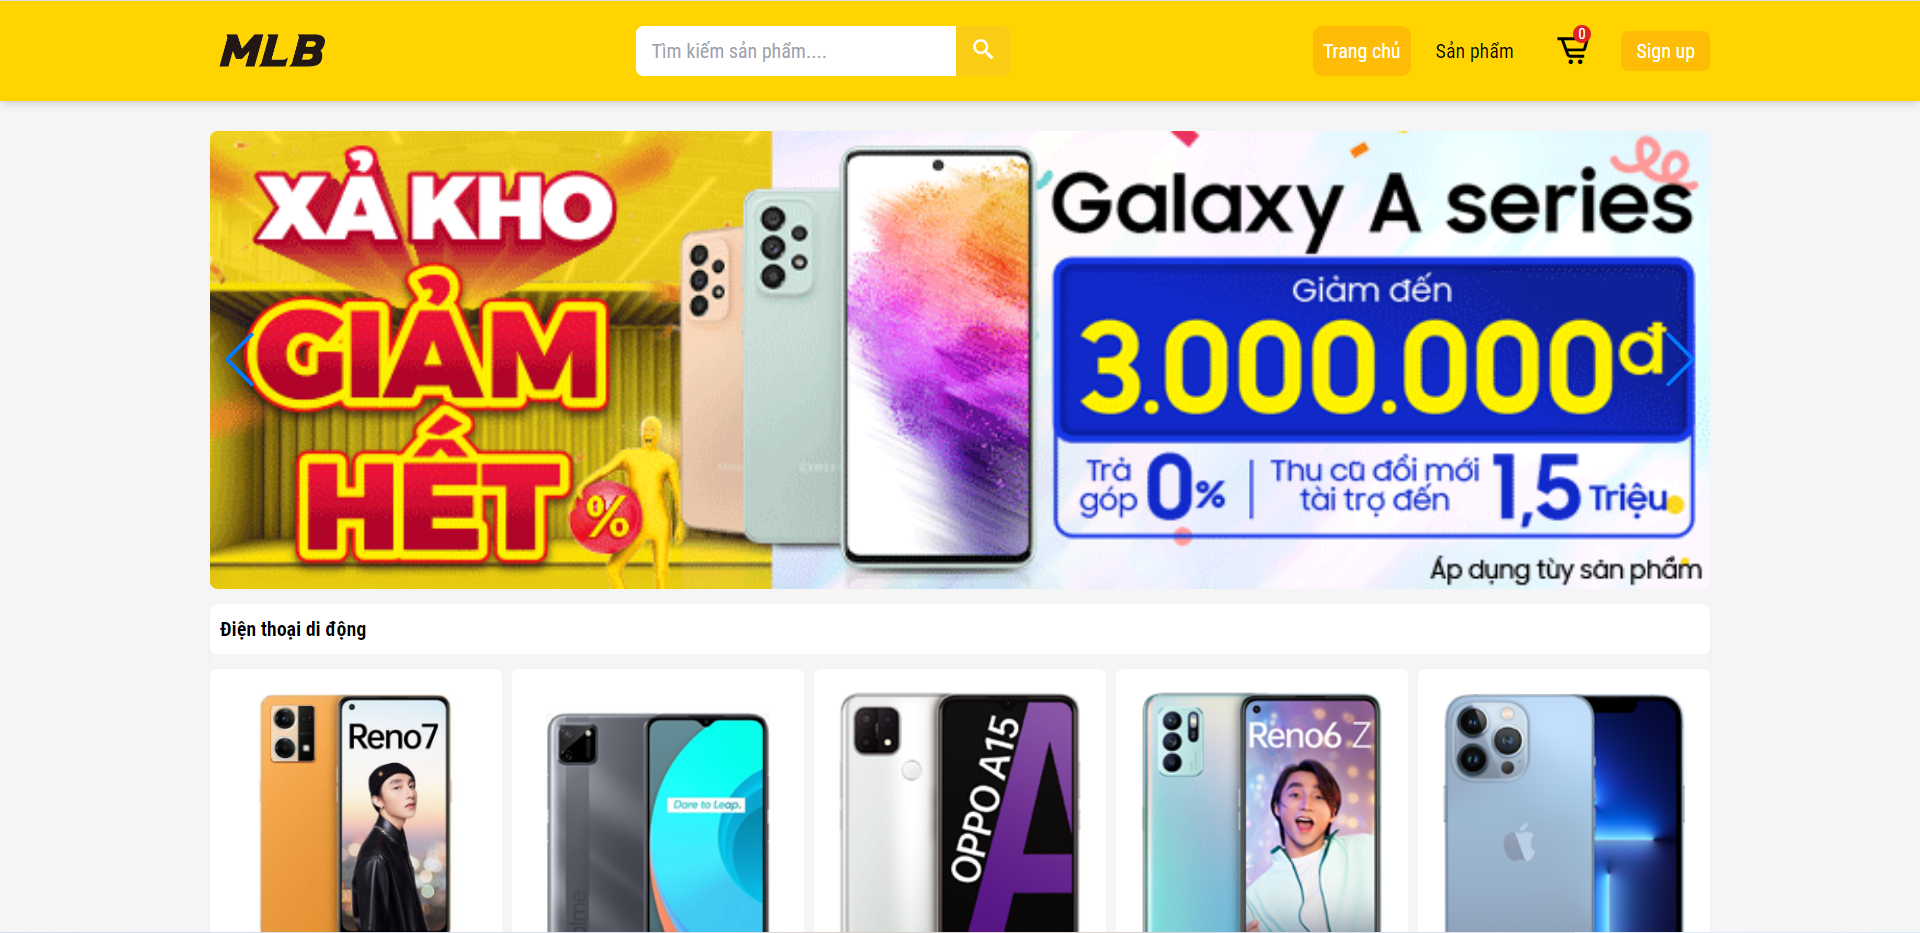 MLB
Tìm kiếm sản phẩm....
Trang chủ
Sản phẩm
0
Sign up
XẢ KHO
GIẢM
HẾT
%
Galaxy A series
Giảm đến
3.000.000đ
Trả góp 0%
Thu cũ đổi mới
tài trợ đến
1,5 Triệu
Áp dụng tùy sản phẩm
Điện thoại di động
Reno7
Dare to Leap.
OPPO A15
A
Reno6 Z